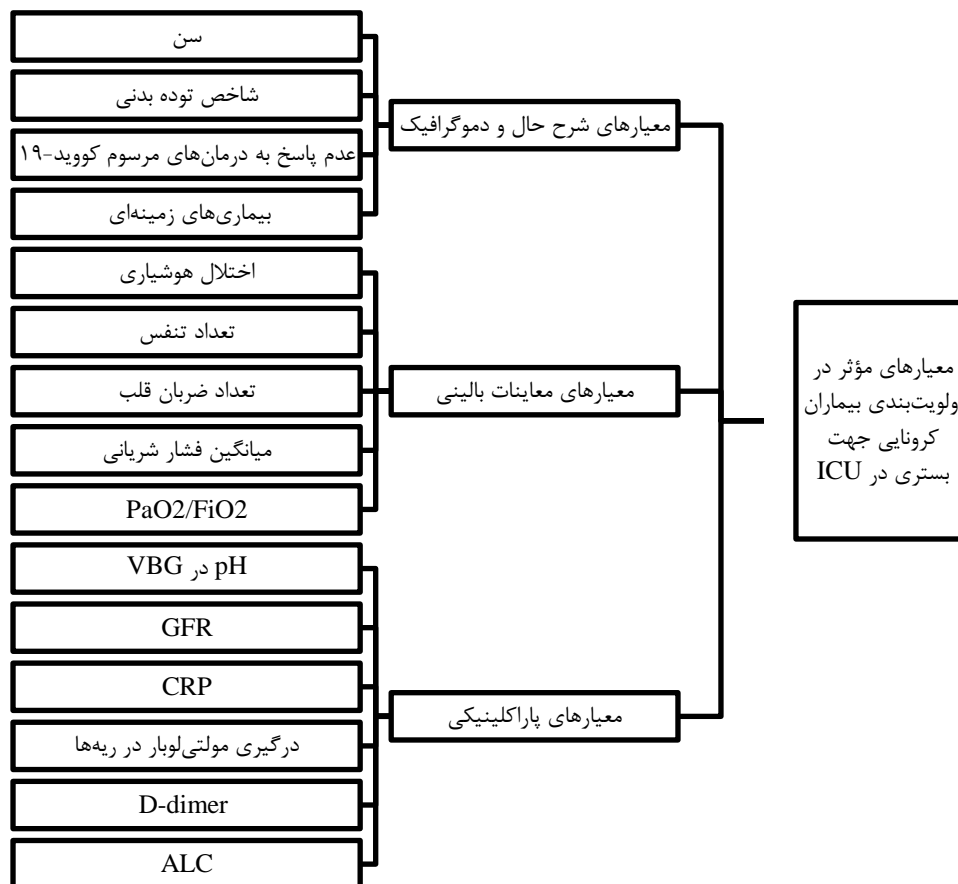 معیارهای مؤثر در
ولویت‌بندی بیماران
کرونایی جهت
بستری در ICU
معیارهای شرح حال و دموگرافیک
سن
شاخص توده بدنی
عدم پاسخ به درمان‌های مرسوم کووید-۱۹
بیماری‌های زمینه‌ای
معیارهای معاینات بالینی
اختلال هوشیاری
تعداد تنفس
تعداد ضربان قلب
میانگین فشار شریانی
PaO2/FiO2
معیارهای پاراکلینیکی
pH در VBG
GFR
CRP
درگیری مولتی‌لوبار در ریه‌ها
D-dimer
ALC